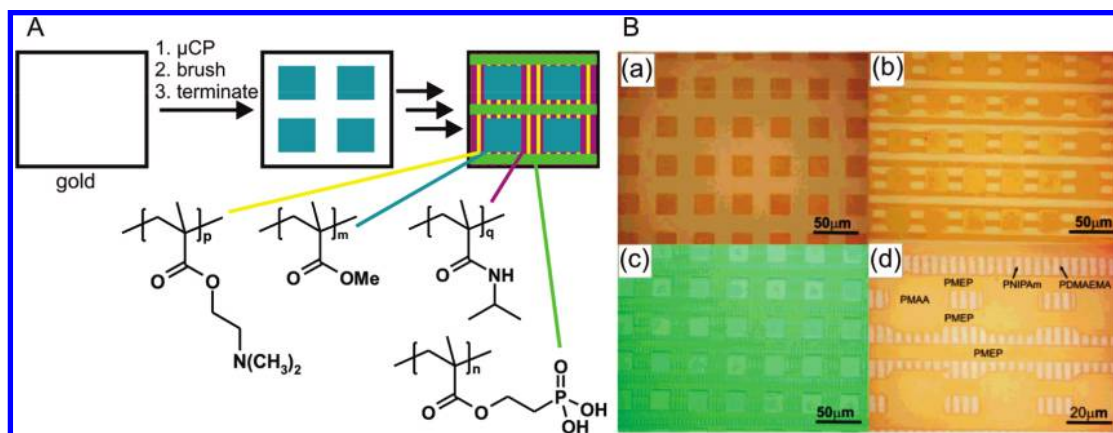 A
1. μCP
2. brush
3. terminate
gold
p
O
O
N(CH₃)₂
m
O
OMe
q
O
NH
n
O
O
O
P
OH
OH
B
(a)
50μm
(b)
50μm
(c)
50μm
(d)
PMEP
PNIPAm
PDMAEMA
PMAA
PMEP
PMEP
20μm